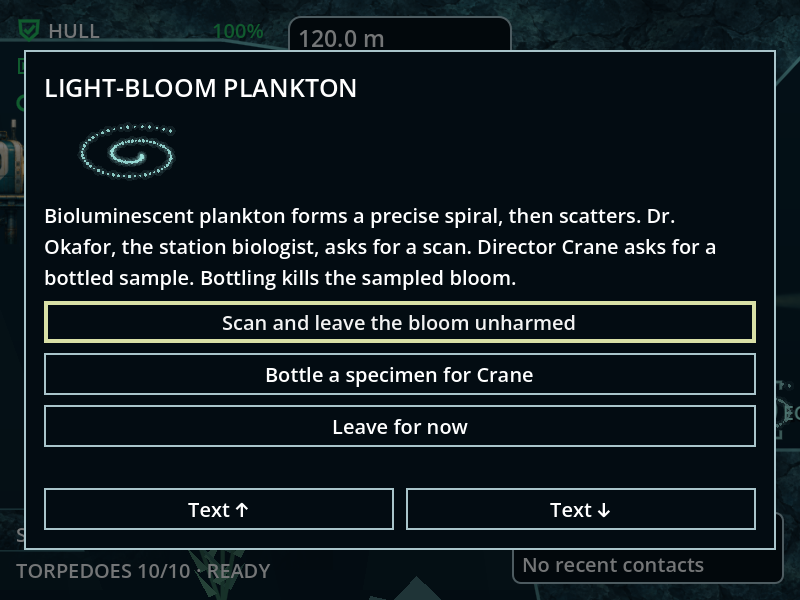 HULL 100%
120.0 m
LIGHT-BLOOM PLANKTON
Bioluminescent plankton forms a precise spiral, then scatters. Dr.
Okafor, the station biologist, asks for a scan. Director Crane asks for a
bottled sample. Bottling kills the sampled bloom.
Scan and leave the bloom unharmed
Bottle a specimen for Crane
Leave for now
Text ↑
Text ↓
TORPEDOES 10/10 · READY
No recent contacts